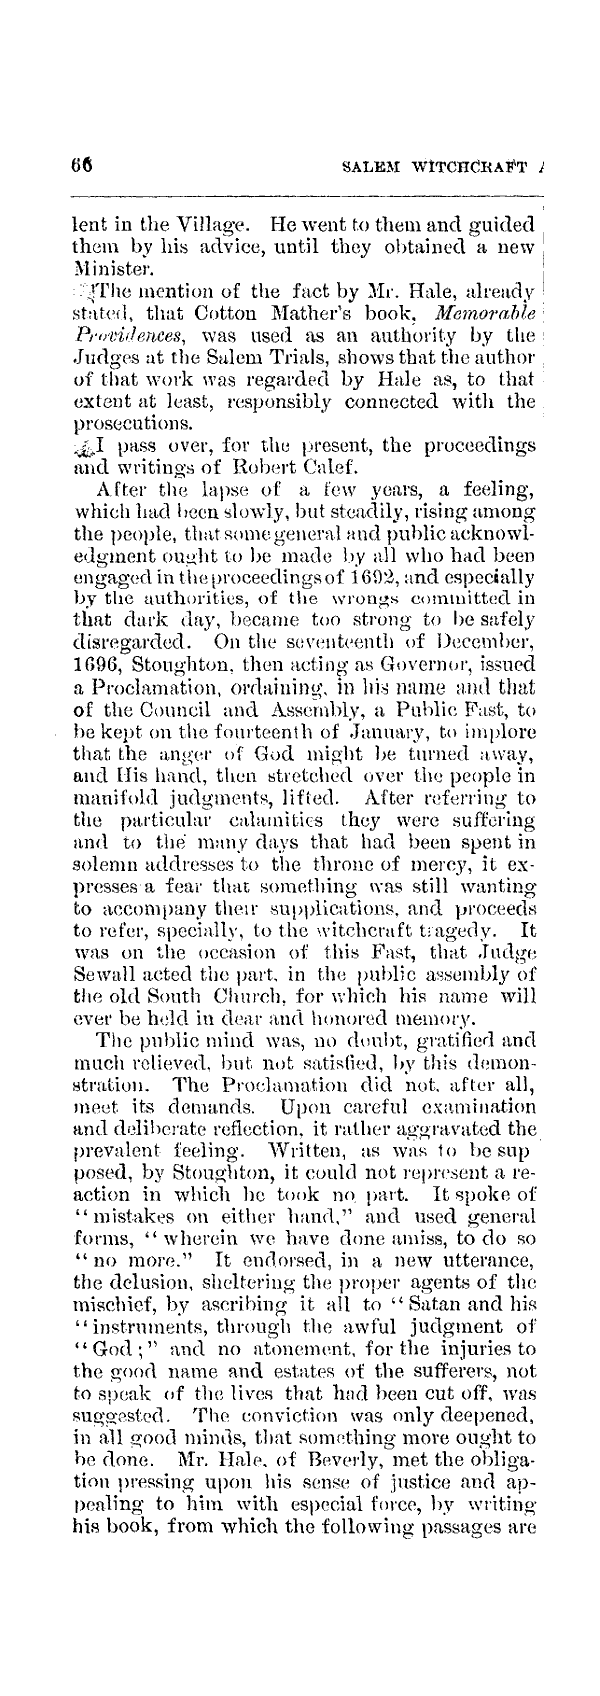 66 SALEM WITCHCRAFT
lent in the Village. He went to them and guided
them by his advice, until they obtained a new
Minister.
The mention of the fact by Mr. Hale, already
stated, that Cotton Mather's book, Memorable
Providences, was used as an authority by the
Judges at the Salem Trials, shows that the author
of that work was regarded by Hale as, to that
extent at least, responsibly connected with the
prosecutions.
I pass over, for the present, the proceedings
and writings of Robert Calef.
After the lapse of a few years, a feeling,
which had been slowly, but steadily, rising among
the people, that some general and public acknowl-
edgment ought to be made by all who had been
engaged in the proceedings of 1692, and especially
by the authorities, of the wrongs committed in
that dark day, became too strong to be safely
disregarded. On the seventeenth of December,
1696, Stoughton, then acting as Governor, issued
a Proclamation, ordaining, in his name and that
of the Council and Assembly, a Public Fast, to
be kept on the fourteenth of January, to implore
that the anger of God might be turned away,
and His hand, then stretched over the people in
manifold judgments, lifted. After referring to
the particular calamities they were suffering
and to the many days that had been spent in
solemn addresses to the throne of mercy, it ex-
presses a fear that something was still wanting
to accompany their supplications, and proceeds
to refer, specially, to the witchcraft tragedy. It
was on the occasion of this Fast, that Judge
Sewall acted the part, in the public assembly of
the old South Church, for which his name will
ever be held in dear and honored memory.
The public mind was, no doubt, gratified and
much relieved, but not satisfied, by this demon-
stration. The Proclamation did not, after all,
meet its demands. Upon careful examination
and deliberate reflection, it rather aggravated the
prevalent feeling. Written, as was to be sup
posed, by Stoughton, it could not represent a re-
action in which he took no part. It spoke of
"mistakes on either hand," and used general
forms, "wherein we have done amiss, to do so
"no more." It endorsed, in a new utterance,
the delusion, sheltering the proper agents of the
mischief, by ascribing it all to "Satan and his
"instruments, through the awful judgment of
"God;" and no atonement, for the injuries to
the good name and estates of the sufferers, not
to speak of the lives that had been cut off, was
suggested. The conviction was only deepened,
in all good minds, that something more ought to
be done. Mr. Hale, of Beverly, met the obliga-
tion pressing upon his sense of justice and ap-
pealing to him with especial force, by writing
his book, from which the following passages are